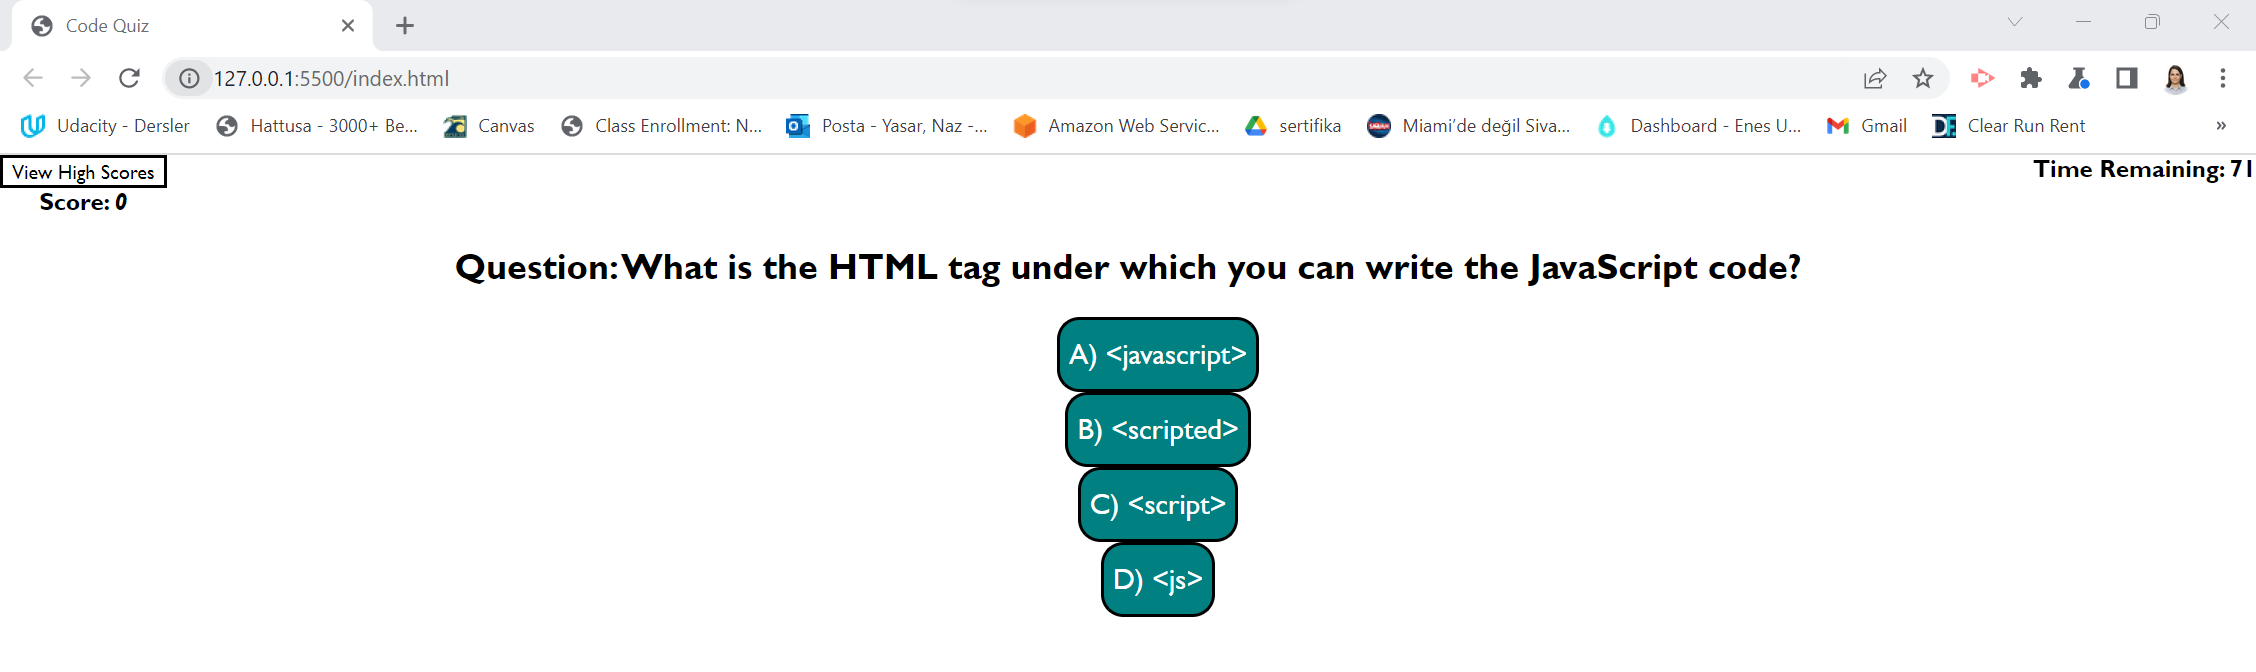 Code Quiz
127.0.0.1:5500/index.html
Udacity - Dersler Hattusa - 3000+ Be... Canvas Class Enrollment: N... Posta - Yasar, Naz -... Amazon Web Servic... sertifika Miami'de değil Siva... Dashboard - Enes U... Gmail Clear Run Rent »
View High Scores Time Remaining: 71
Score: 0
Question:What is the HTML tag under which you can write the JavaScript code?
A) <javascript>
B) <scripted>
C) <script>
D) <js>